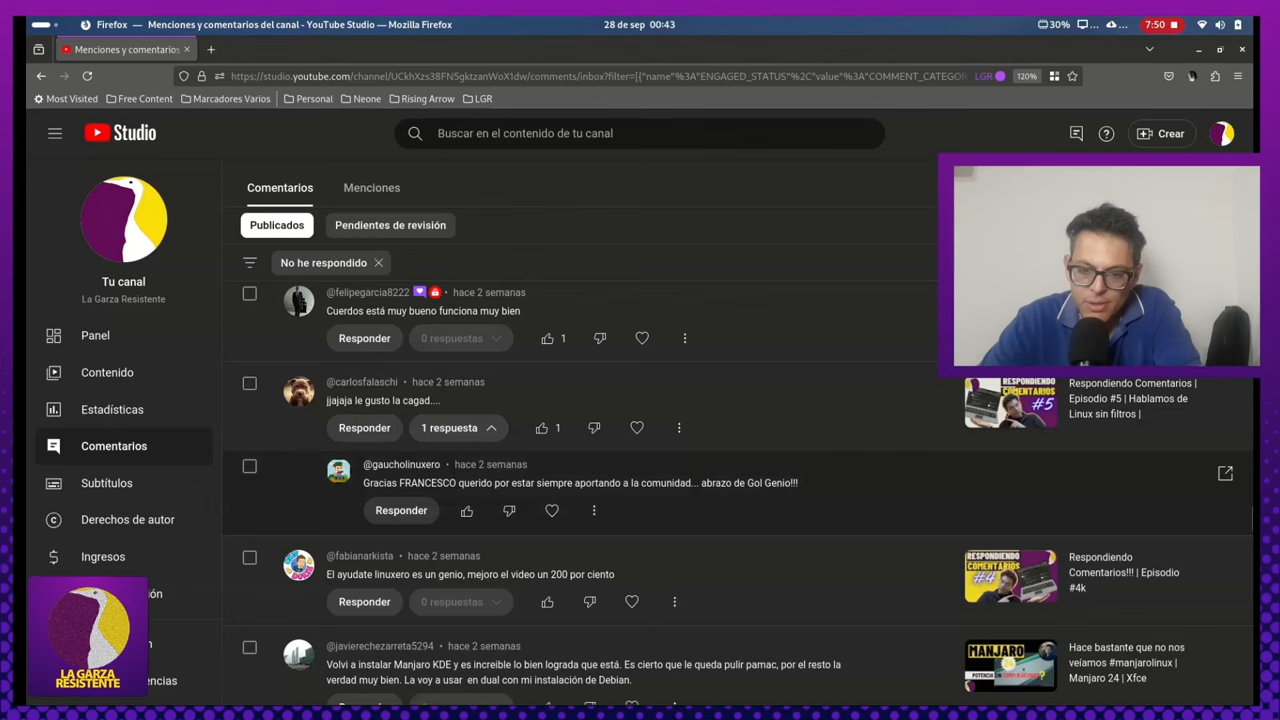 Firefox — Menciones y comentarios del canal - YouTube Studio — Mozilla Firefox
28 de sep 00:43
30%
7:50
Menciones y comentarios
https://studio.youtube.com/channel/UCkhXzs38FN5gktzanWoX1dw/comments/inbox?filter=[{"name"%3A"ENGAGED_STATUS"%2C"value"%3A"COMMENT_CATEGOR
LGR
120%
Most Visited
Free Content
Marcadores Varios
Personal
Neone
Rising Arrow
LGR
Studio
Buscar en el contenido de tu canal
Crear
Tu canal
La Garza Resistente
Panel
Contenido
Estadísticas
Comentarios
Subtítulos
Derechos de autor
Ingresos
LA GARZA
RESISTENTE
Comentarios
Menciones
Publicados
Pendientes de revisión
No he respondido
@felipegarcia8222 • hace 2 semanas
Cuerdos está muy bueno funciona muy bien
Responder
0 respuestas
1
@carlosfalaschi • hace 2 semanas
jjajaja le gusto la cagad....
Responder
1 respuesta
1
RESPONDIENDO
COMENTARIOS
#5
Respondiendo Comentarios |
Episodio #5 | Hablamos de
Linux sin filtros |
@gaucholinuxero • hace 2 semanas
Gracias FRANCESCO querido por estar siempre aportando a la comunidad... abrazo de Gol Genio!!!
Responder
@fabianarkista • hace 2 semanas
El ayudate linuxero es un genio, mejoro el video un 200 por ciento
Responder
0 respuestas
RESPONDIENDO
COMENTARIOS
#4
Respondiendo
Comentarios!!! | Episodio
#4k
@javierechezarreta5294 • hace 2 semanas
Volvi a instalar Manjaro KDE y es increible lo bien lograda que está. Es cierto que le queda pulir pamac, por el resto la
verdad muy bien. La voy a usar en dual con mi instalación de Debian.
MANJARO
Hace bastante que no nos
veíamos #manjarolinux |
Manjaro 24 | Xfce